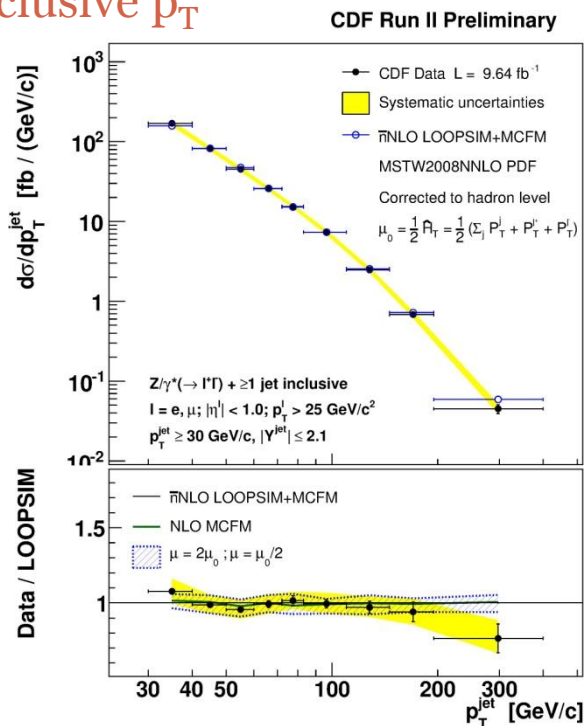 clusive pT
CDF Run II Preliminary
dσ/dpT^jet [fb / (GeV/c)]
10³
10²
10
1
10⁻¹
10⁻²
CDF Data L = 9.64 fb⁻¹
Systematic uncertainties
n̄NLO LOOPSIM+MCFM
MSTW2008NNLO PDF
Corrected to hadron level
μ₀ = ½ Ĥ_T = ½ (Σ_j P_T^j + P_T^l⁺ + P_T^l⁻)
Z/γ*(→ l⁺l⁻) + ≥1 jet inclusive
l = e, μ; |η^l| < 1.0; p_T^l > 25 GeV/c²
p_T^jet ≥ 30 GeV/c, |Y^jet| ≤ 2.1
Data / LOOPSIM
1.5
1
n̄NLO LOOPSIM+MCFM
NLO MCFM
μ = 2μ₀ ; μ = μ₀/2
30 40 50 100 200 300
p_T^jet [GeV/c]